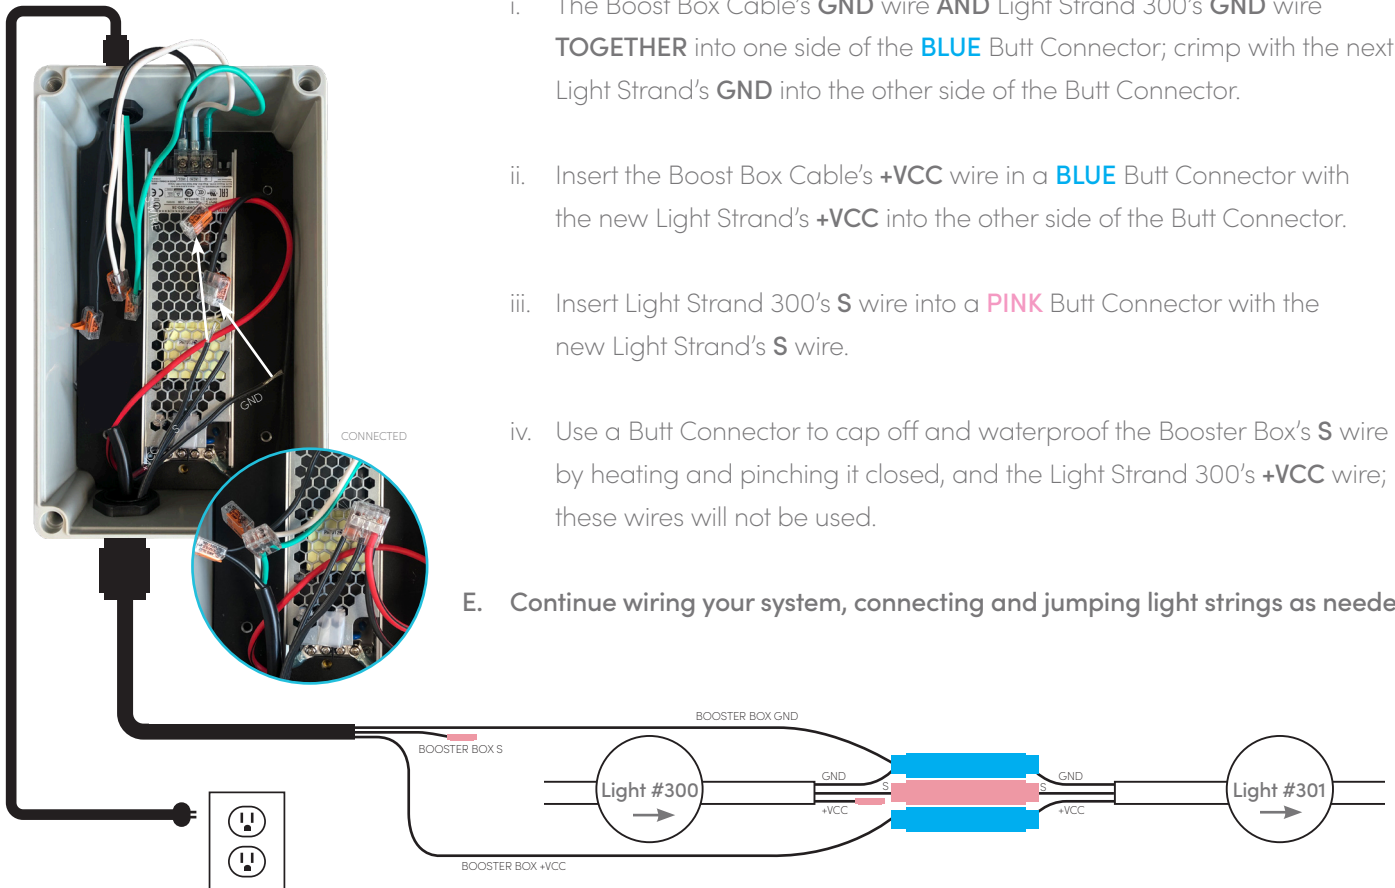 i. The Boost Box Cable's GND wire AND Light Strand 300's GND wire
TOGETHER into one side of the BLUE Butt Connector; crimp with the next
Light Strand's GND into the other side of the Butt Connector.
ii. Insert the Boost Box Cable's +VCC wire in a BLUE Butt Connector with
the new Light Strand's +VCC into the other side of the Butt Connector.
iii. Insert Light Strand 300's S wire into a PINK Butt Connector with the
new Light Strand's S wire.
iv. Use a Butt Connector to cap off and waterproof the Booster Box's S wire
by heating and pinching it closed, and the Light Strand 300's +VCC wire;
these wires will not be used.
E. Continue wiring your system, connecting and jumping light strings as neede
GND
S
CONNECTED
BOOSTER BOX GND
BOOSTER BOX S
BOOSTER BOX +VCC
Light #300
GND
S
+VCC
GND
S
+VCC
Light #301